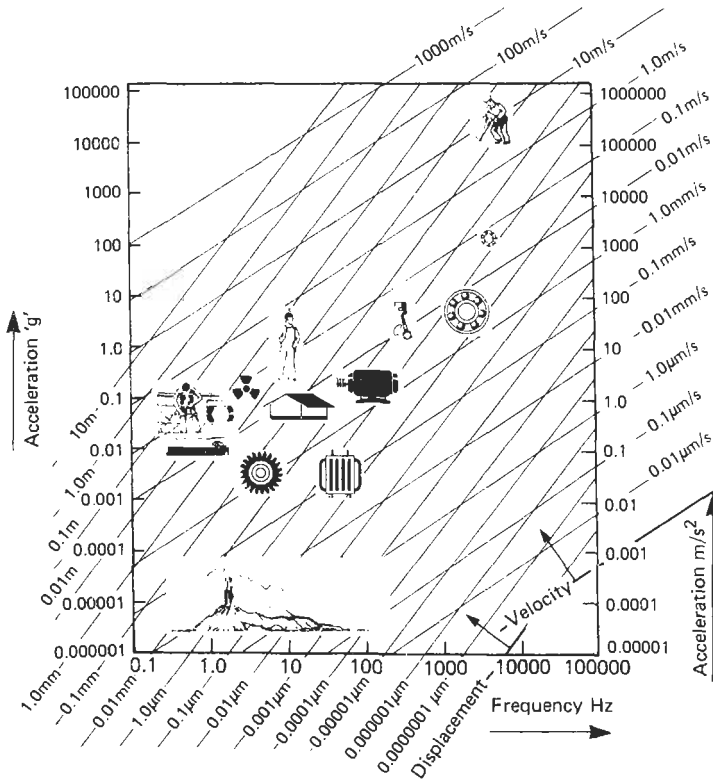 1000m/s
100m/s
10m/s
1.0m/s
0.1m/s
0.01m/s
1.0mm/s
0.1mm/s
0.01mm/s
1.0μm/s
0.1μm/s
0.01μm/s
100000
10000
1000
100
10
1.0
0.1
0.01
0.001
0.0001
0.00001
0.000001
Acceleration 'g'
1000000
100000
10000
1000
100
10
1.0
0.1
0.01
0.001
0.0001
0.00001
Acceleration m/s²
10m
1.0m
0.1m
0.01m
1.0mm
0.1mm
0.01mm
1.0μm
0.1μm
0.01μm
0.001μm
0.0001μm
0.00001μm
0.000001μm
0.0000001 μm
Displacement
Velocity
0.1
1.0
10
100
1000
10000
100000
Frequency Hz